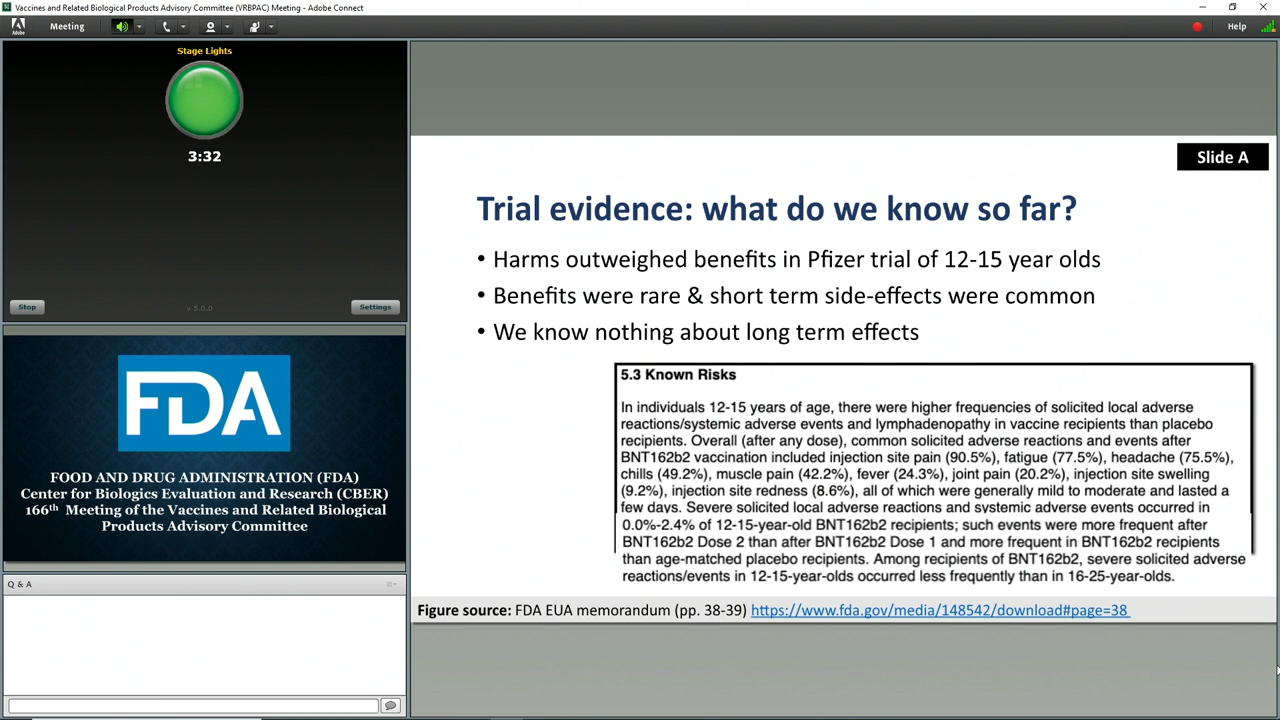 Vaccines and Related Biological Products Advisory Committee (VRBPAC) Meeting - Adobe Connect
Adobe
Meeting
Help
Stage Lights
3:32
Stop
v 5.0.0
Settings
FDA
FOOD AND DRUG ADMINISTRATION (FDA)
Center for Biologics Evaluation and Research (CBER)
166th Meeting of the Vaccines and Related Biological
Products Advisory Committee
Q & A
Slide A
Trial evidence: what do we know so far?
• Harms outweighed benefits in Pfizer trial of 12-15 year olds
• Benefits were rare & short term side-effects were common
• We know nothing about long term effects
5.3 Known Risks
In individuals 12-15 years of age, there were higher frequencies of solicited local adverse
reactions/systemic adverse events and lymphadenopathy in vaccine recipients than placebo
recipients. Overall (after any dose), common solicited adverse reactions and events after
BNT162b2 vaccination included injection site pain (90.5%), fatigue (77.5%), headache (75.5%),
chills (49.2%), muscle pain (42.2%), fever (24.3%), joint pain (20.2%), injection site swelling
(9.2%), injection site redness (8.6%), all of which were generally mild to moderate and lasted a
few days. Severe solicited local adverse reactions and systemic adverse events occurred in
0.0%-2.4% of 12-15-year-old BNT162b2 recipients; such events were more frequent after
BNT162b2 Dose 2 than after BNT162b2 Dose 1 and more frequent in BNT162b2 recipients
than age-matched placebo recipients. Among recipients of BNT162b2, severe solicited adverse
reactions/events in 12-15-year-olds occurred less frequently than in 16-25-year-olds.
Figure source: FDA EUA memorandum (pp. 38-39) https://www.fda.gov/media/148542/download#page=38